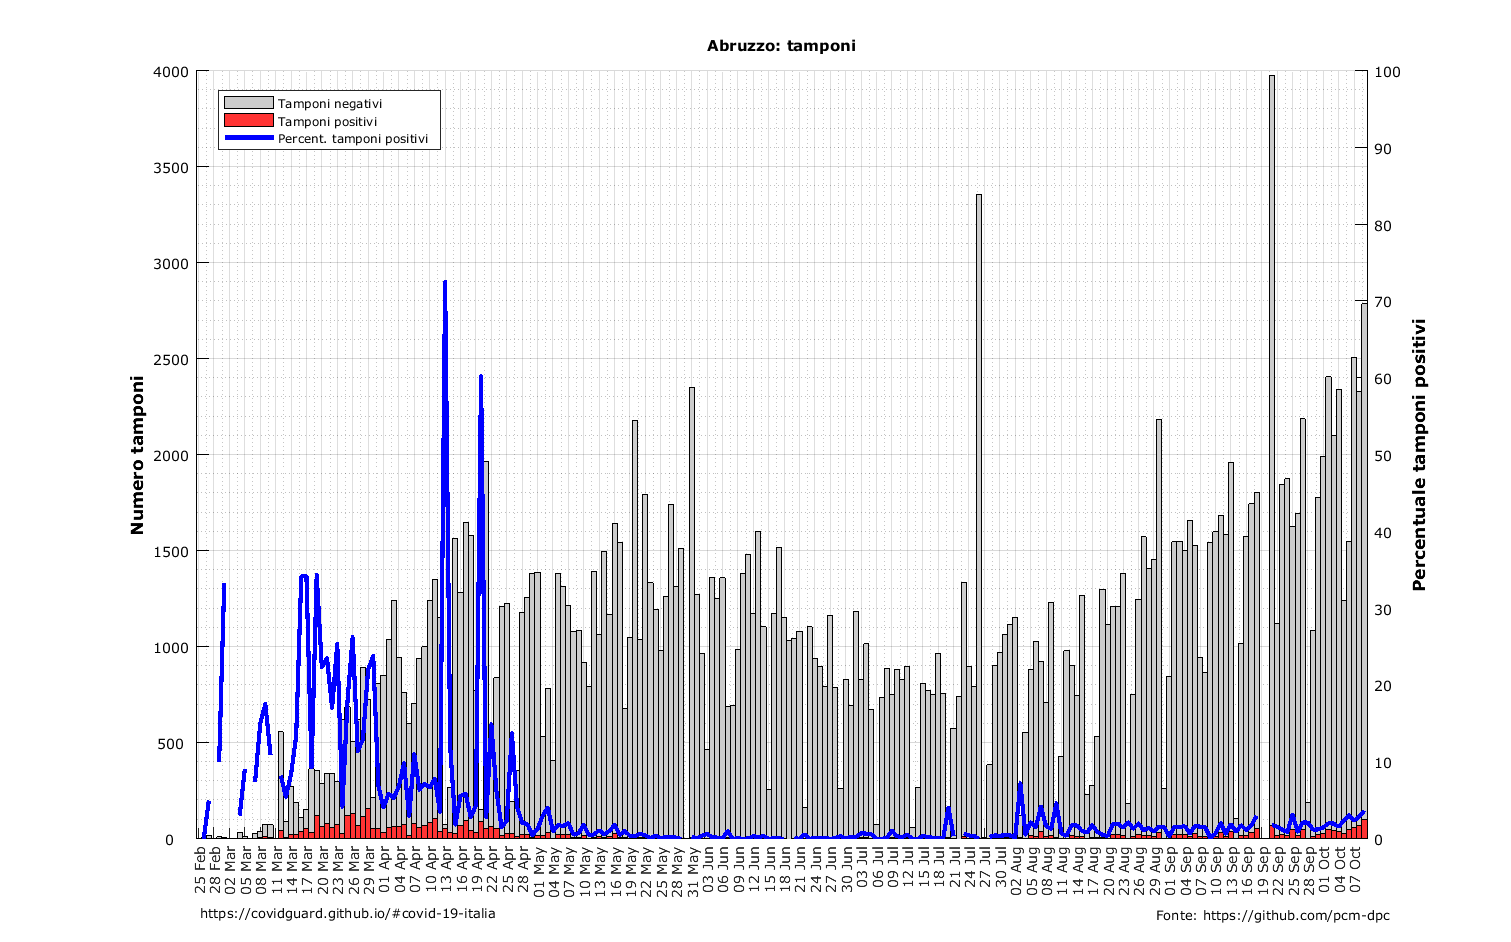 Abruzzo: tamponi
4000
3500
3000
2500
2000
1500
1000
500
0
100
90
80
70
60
50
40
30
20
10
0
Tamponi negativi
Tamponi positivi
Percent. tamponi positivi
Numero tamponi
Percentuale tamponi positivi
25 Feb
28 Feb
02 Mar
05 Mar
08 Mar
11 Mar
14 Mar
17 Mar
20 Mar
23 Mar
26 Mar
29 Mar
01 Apr
04 Apr
07 Apr
10 Apr
13 Apr
16 Apr
19 Apr
22 Apr
25 Apr
28 Apr
01 May
04 May
07 May
10 May
13 May
16 May
19 May
22 May
25 May
28 May
31 May
03 Jun
06 Jun
09 Jun
12 Jun
15 Jun
18 Jun
21 Jun
24 Jun
27 Jun
30 Jun
03 Jul
06 Jul
09 Jul
12 Jul
15 Jul
18 Jul
21 Jul
24 Jul
27 Jul
30 Jul
02 Aug
05 Aug
08 Aug
11 Aug
14 Aug
17 Aug
20 Aug
23 Aug
26 Aug
29 Aug
01 Sep
04 Sep
07 Sep
10 Sep
13 Sep
16 Sep
19 Sep
22 Sep
25 Sep
28 Sep
01 Oct
04 Oct
07 Oct
https://covidguard.github.io/#covid-19-italia
Fonte: https://github.com/pcm-dpc